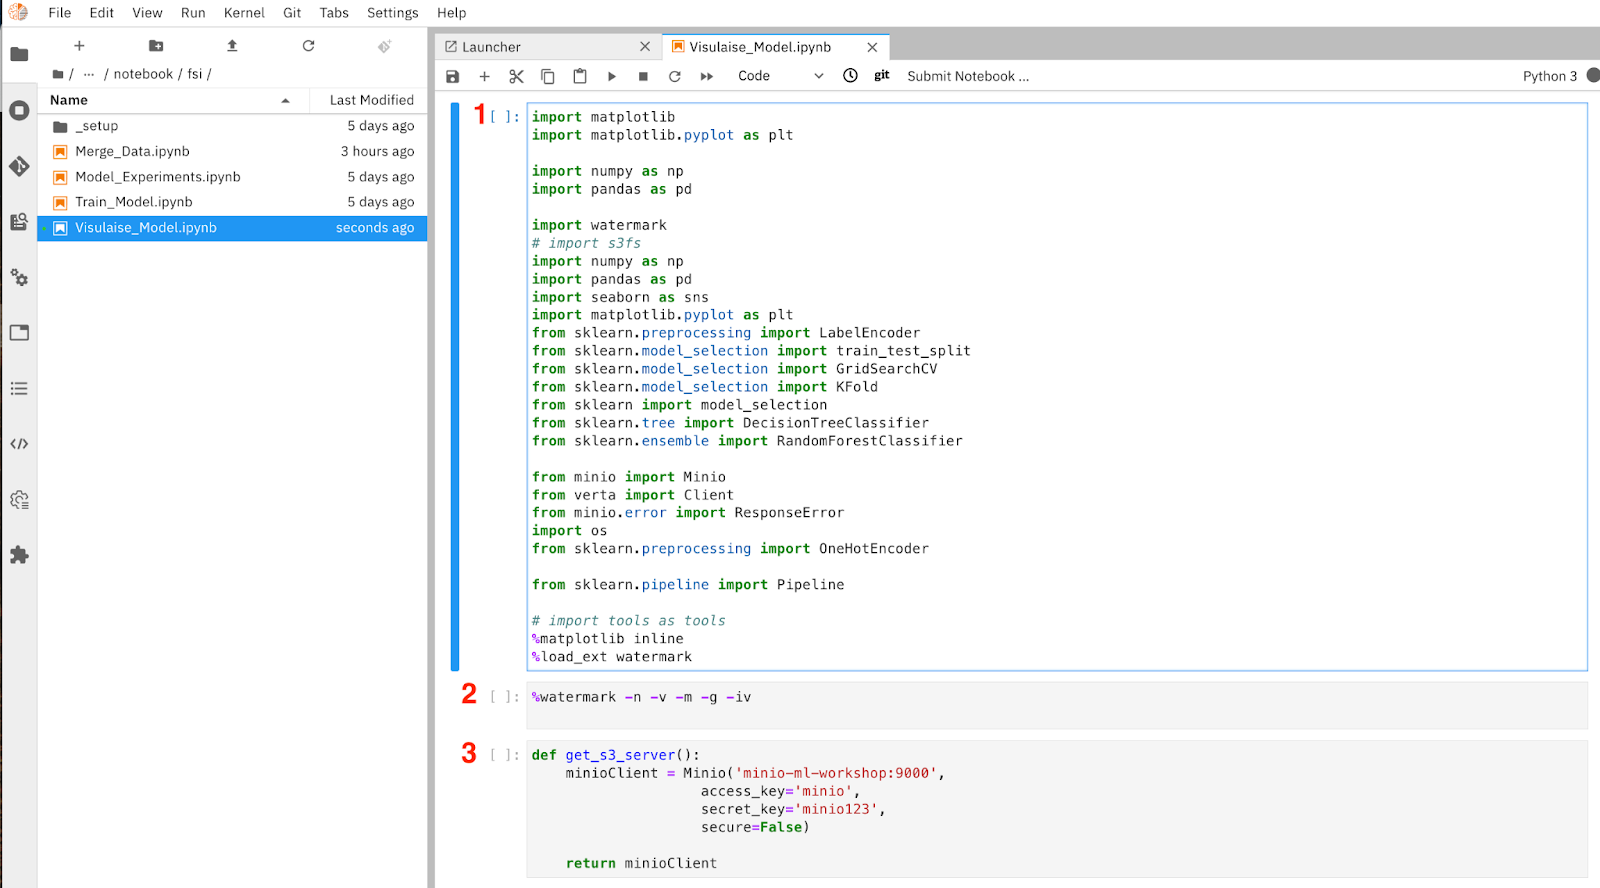 File Edit View Run Kernel Git Tabs Settings Help
/ ··· / notebook / fsi /
Name Last Modified
_setup 5 days ago
Merge_Data.ipynb 3 hours ago
Model_Experiments.ipynb 5 days ago
Train_Model.ipynb 5 days ago
Visulaise_Model.ipynb seconds ago
Launcher Visulaise_Model.ipynb
Code git Submit Notebook ... Python 3
1 [ ]: import matplotlib
import matplotlib.pyplot as plt
import numpy as np
import pandas as pd
import watermark
# import s3fs
import numpy as np
import pandas as pd
import seaborn as sns
import matplotlib.pyplot as plt
from sklearn.preprocessing import LabelEncoder
from sklearn.model_selection import train_test_split
from sklearn.model_selection import GridSearchCV
from sklearn.model_selection import KFold
from sklearn import model_selection
from sklearn.tree import DecisionTreeClassifier
from sklearn.ensemble import RandomForestClassifier
from minio import Minio
from verta import Client
from minio.error import ResponseError
import os
from sklearn.preprocessing import OneHotEncoder
from sklearn.pipeline import Pipeline
# import tools as tools
%matplotlib inline
%load_ext watermark
2 [ ]: %watermark -n -v -m -g -iv
3 [ ]: def get_s3_server():
minioClient = Minio('minio-ml-workshop:9000',
access_key='minio',
secret_key='minio123',
secure=False)
return minioClient